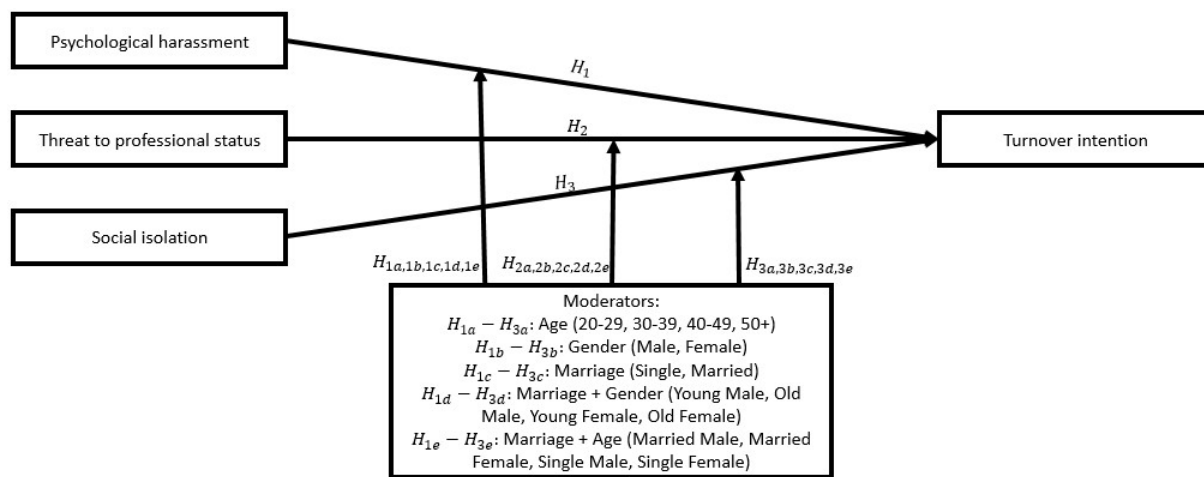 Psychological harassment
H₁
Threat to professional status
H₂
Turnover intention
H₃
Social isolation
H₁ₐ,₁b,₁c,₁d,₁ₑ
H₂ₐ,₂b,₂c,₂d,₂ₑ
H₃ₐ,₃b,₃c,₃d,₃ₑ
Moderators:
H₁ₐ − H₃ₐ: Age (20-29, 30-39, 40-49, 50+)
H₁b − H₃b: Gender (Male, Female)
H₁c − H₃c: Marriage (Single, Married)
H₁d − H₃d: Marriage + Gender (Young Male, Old
Male, Young Female, Old Female)
H₁ₑ − H₃ₑ: Marriage + Age (Married Male, Married
Female, Single Male, Single Female)